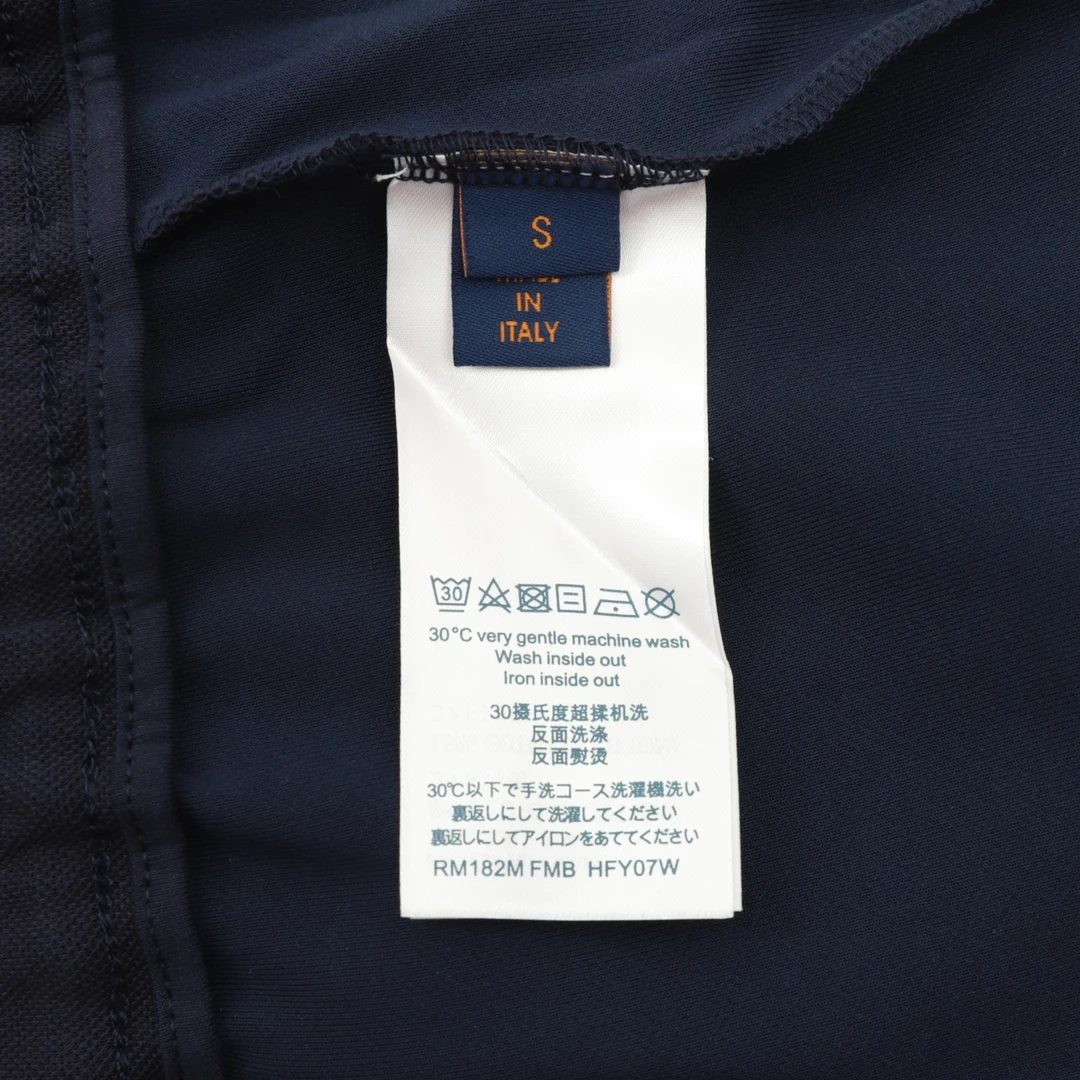 S
MADE
IN
ITALY
30
30°C very gentle machine wash
Wash inside out
Iron inside out
30摄氏度超揉机洗
反面洗涤
反面熨烫
30℃以下で手洗コース洗濯機洗い
裏返しにして洗濯してください
裏返しにしてアイロンをあててください
RM182M FMB HFY07W